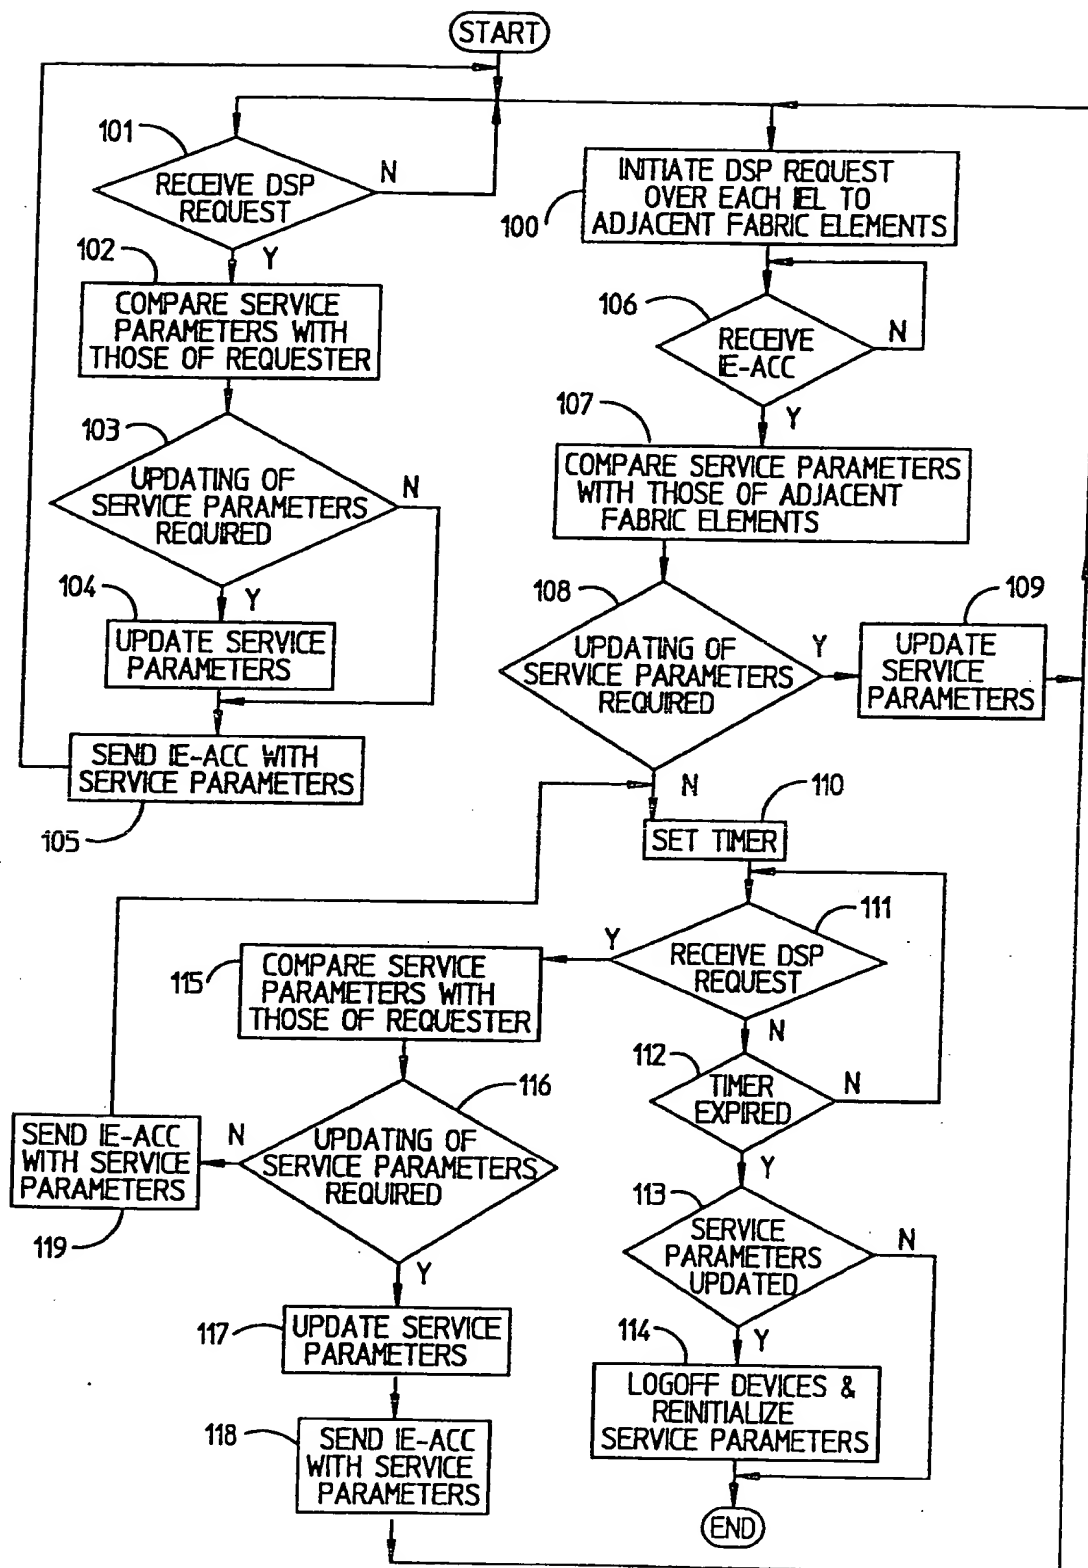 START
101
RECEIVE DSP
REQUEST
N
Y
102
COMPARE SERVICE
PARAMETERS WITH
THOSE OF REQUESTER
103
UPDATING OF
SERVICE PARAMETERS
REQUIRED
N
Y
104
UPDATE SERVICE
PARAMETERS
SEND IE-ACC WITH
SERVICE PARAMETERS
105
INITIATE DSP REQUEST
OVER EACH IEL TO
ADJACENT FABRIC ELEMENTS
100
106
RECEIVE
IE-ACC
N
Y
107
COMPARE SERVICE PARAMETERS
WITH THOSE OF ADJACENT
FABRIC ELEMENTS
108
UPDATING OF
SERVICE PARAMETERS
REQUIRED
Y
109
UPDATE
SERVICE
PARAMETERS
N
110
SET TIMER
111
RECEIVE DSP
REQUEST
Y
N
112
TIMER
EXPIRED
N
Y
113
SERVICE
PARAMETERS
UPDATED
N
Y
114
LOGOFF DEVICES &
REINITIALIZE
SERVICE PARAMETERS
END
115
COMPARE SERVICE
PARAMETERS WITH
THOSE OF REQUESTER
116
UPDATING OF
SERVICE PARAMETERS
REQUIRED
N
SEND IE-ACC
WITH SERVICE
PARAMETERS
119
Y
117
UPDATE SERVICE
PARAMETERS
118
SEND IE-ACC
WITH SERVICE
PARAMETERS